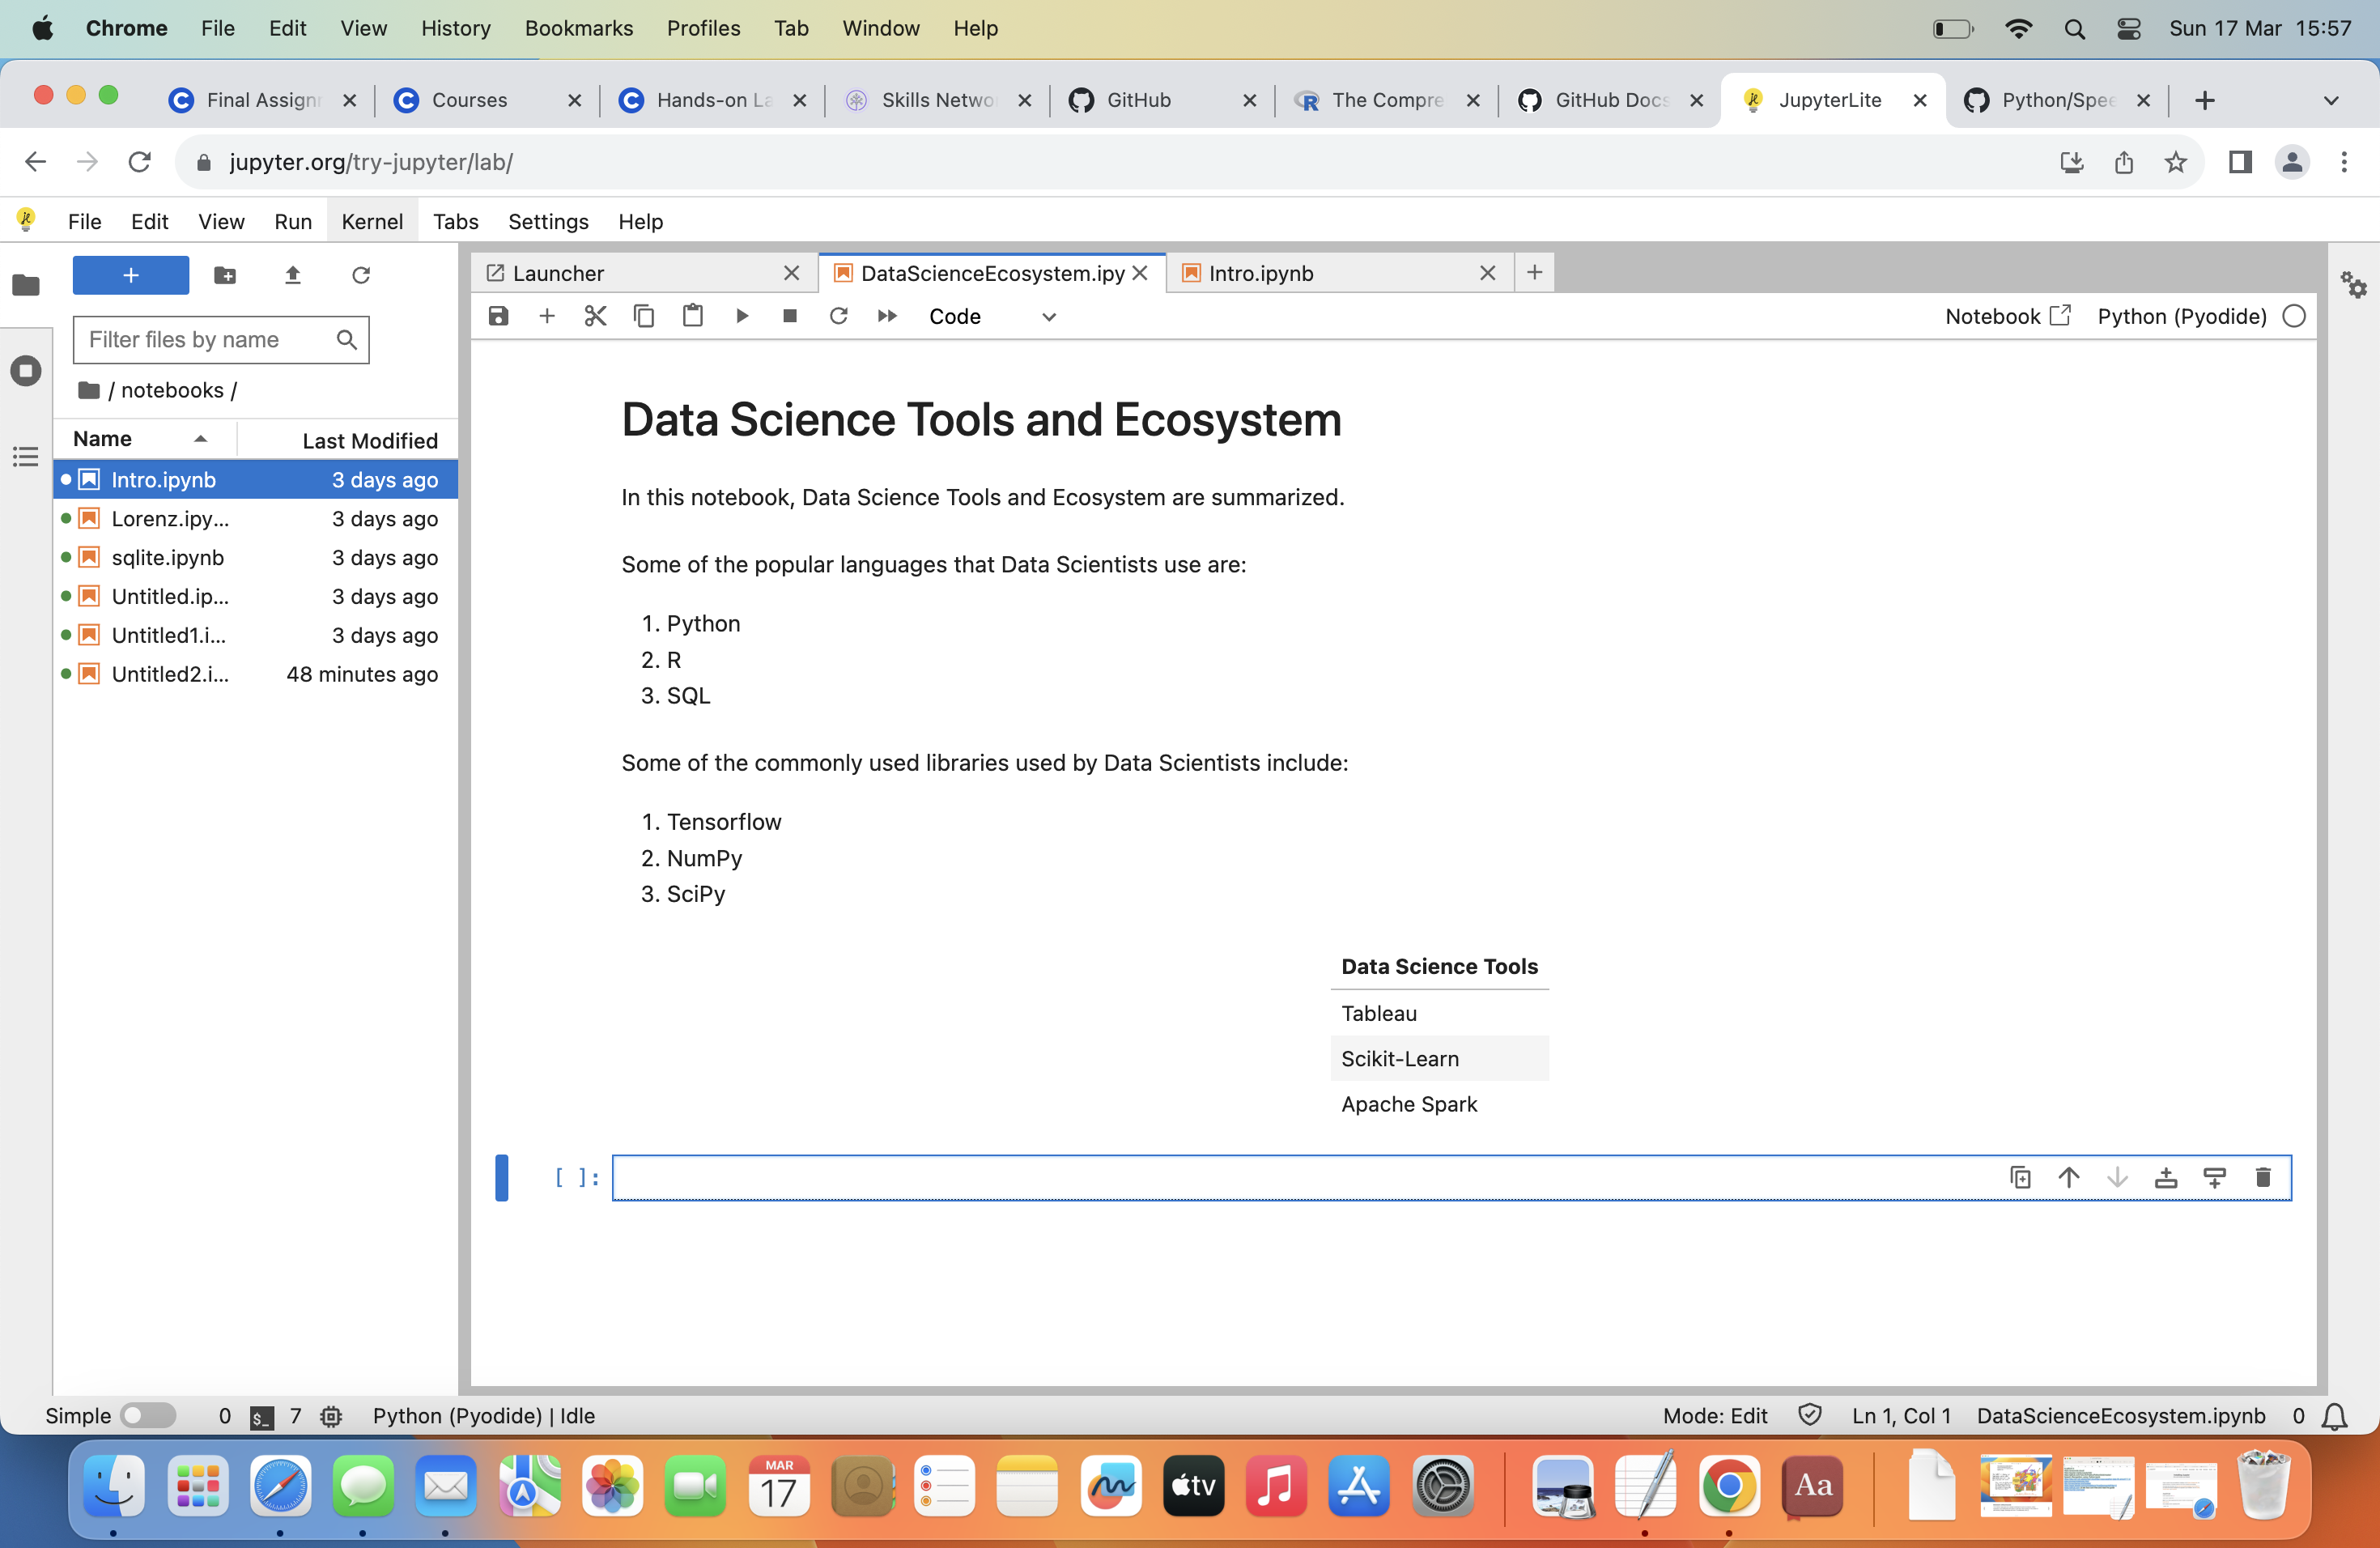 Chrome File Edit View History Bookmarks Profiles Tab Window Help Sun 17 Mar 15:57
Final Assign Courses Hands-on La Skills Netwo GitHub The Compre GitHub Docs JupyterLite Python/Spee
jupyter.org/try-jupyter/lab/
File Edit View Run Kernel Tabs Settings Help
Launcher DataScienceEcosystem.ipy Intro.ipynb
Code Notebook Python (Pyodide)
Filter files by name
/ notebooks /
Name Last Modified
Intro.ipynb 3 days ago
Lorenz.ipy... 3 days ago
sqlite.ipynb 3 days ago
Untitled.ip... 3 days ago
Untitled1.i... 3 days ago
Untitled2.i... 48 minutes ago
Data Science Tools and Ecosystem
In this notebook, Data Science Tools and Ecosystem are summarized.
Some of the popular languages that Data Scientists use are:
1. Python
2. R
3. SQL
Some of the commonly used libraries used by Data Scientists include:
1. Tensorflow
2. NumPy
3. SciPy
Data Science Tools
Tableau
Scikit-Learn
Apache Spark
[ ]:
Simple 0 $_ 7 Python (Pyodide) | Idle Mode: Edit Ln 1, Col 1 DataScienceEcosystem.ipynb 0
MAR
17
tv
Aa